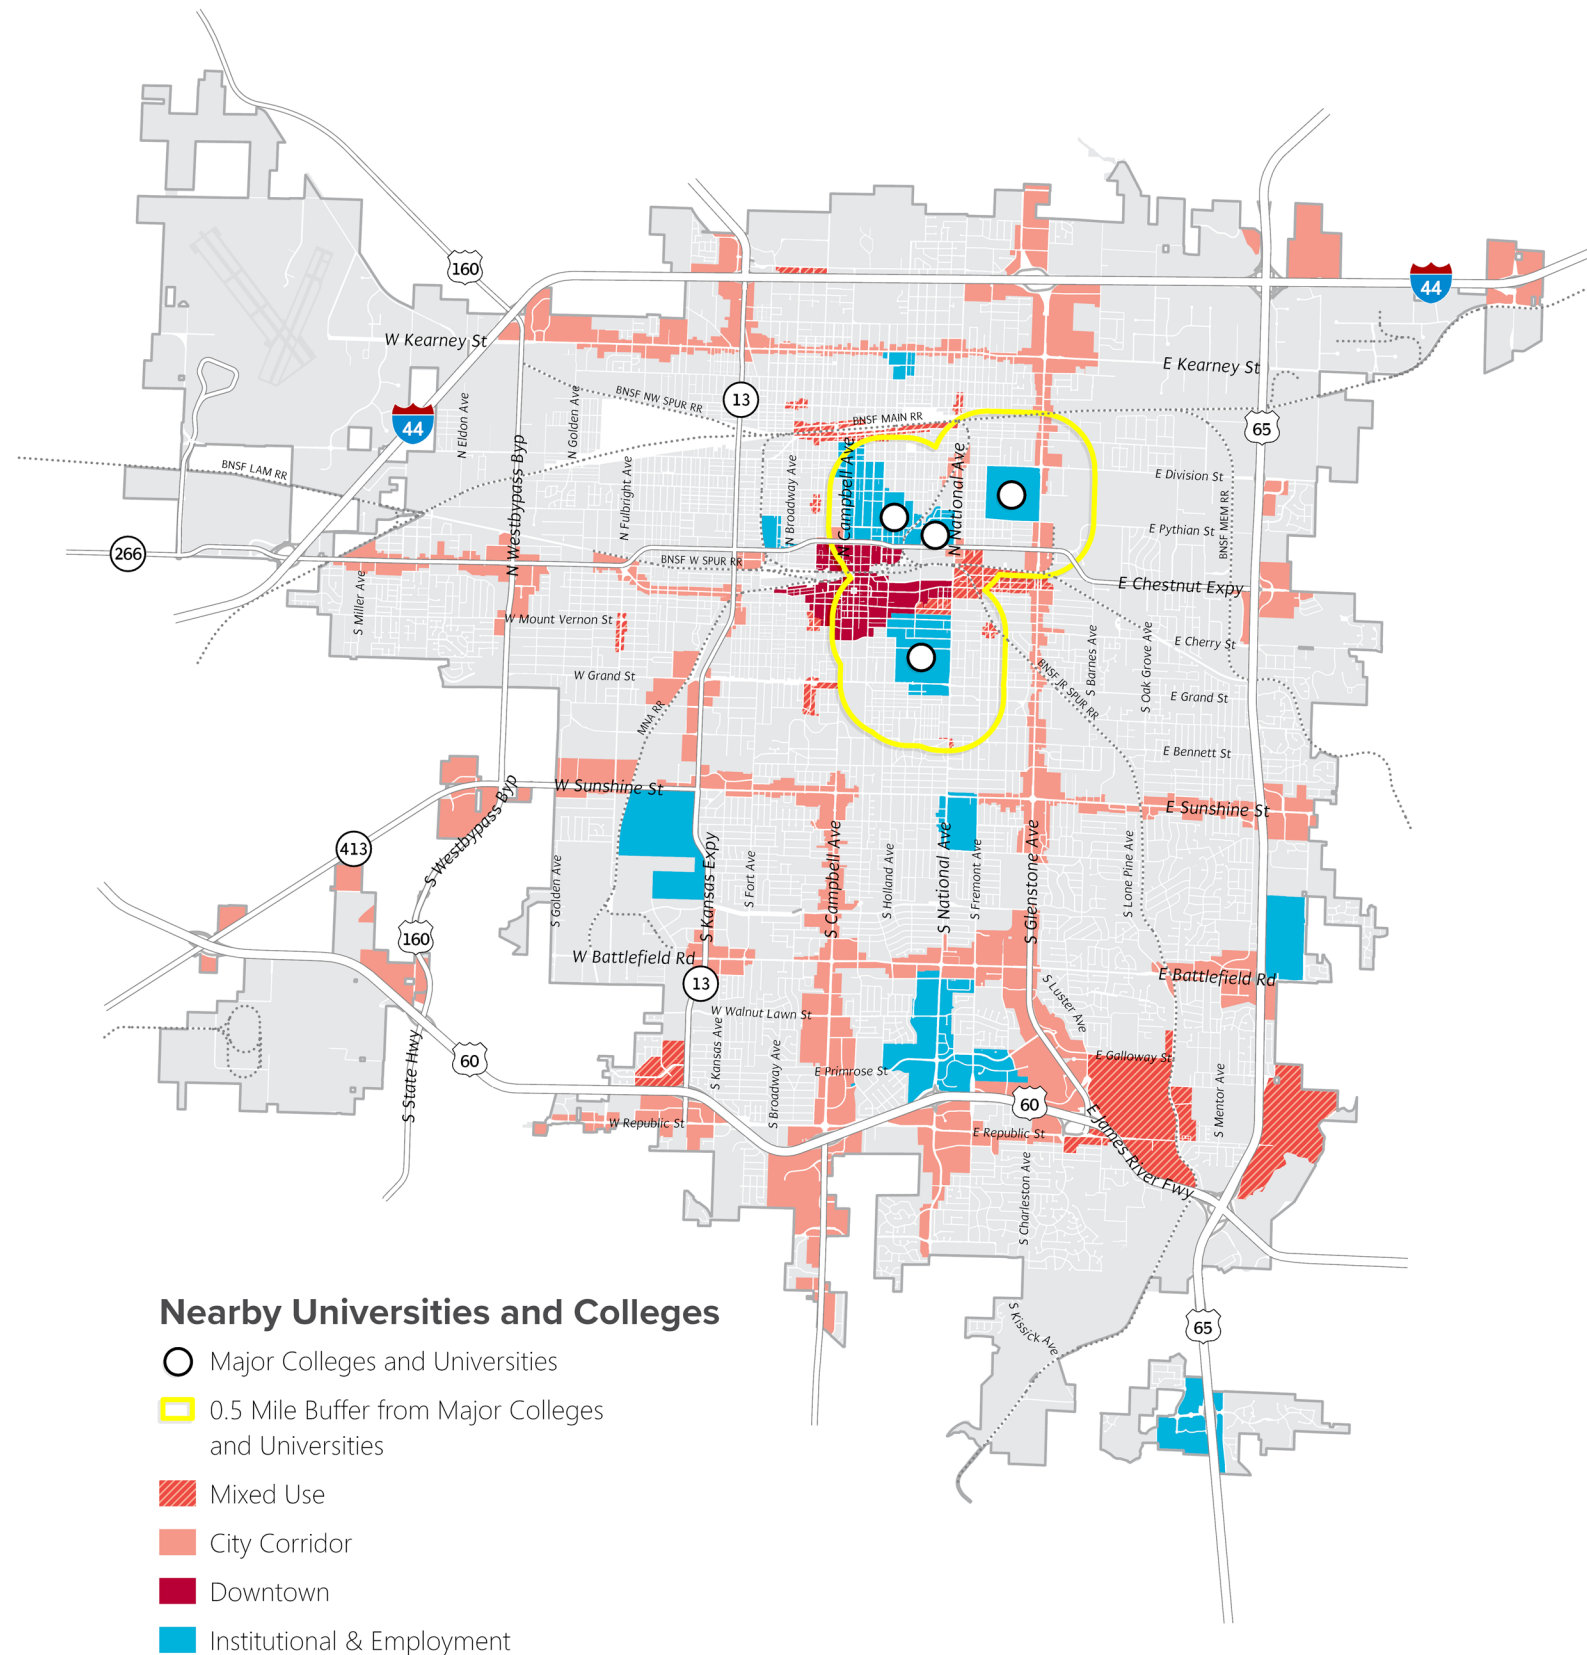 160
44
W Kearney St
E Kearney St
BNSF NW SPUR RR
13
BNSF MAIN RR
44
65
N Eldon Ave
N Golden Ave
N Westbypass Byp
N Fulbright Ave
N Broadway Ave
N Campbell Ave
N National Ave
BNSF LAM RR
E Division St
BNSF MEM RR
E Pythian St
266
BNSF W SPUR RR
E Chestnut Expy
S Miller Ave
W Mount Vernon St
E Cherry St
S Barnes Ave
S Oak Grove Ave
W Grand St
BNSF JR SPUR RR
E Grand St
MNA RR
E Bennett St
W Sunshine St
E Sunshine St
S Westbypass Byp
413
S Golden Ave
S Kansas Expy
S Fort Ave
S Campbell Ave
S Holland Ave
S National Ave
S Fremont Ave
S Glenstone Ave
S Lone Pine Ave
160
W Battlefield Rd
E Battlefield Rd
13
W Walnut Lawn St
S Luster Ave
S State Hwy
60
S Kansas Ave
S Broadway Ave
E Primrose St
E Galloway St
S Mentor Ave
60
W Republic St
E Republic St
E James River Fwy
S Charleston Ave
S Kissick Ave
65
Nearby Universities and Colleges
Major Colleges and Universities
0.5 Mile Buffer from Major Colleges
and Universities
Mixed Use
City Corridor
Downtown
Institutional & Employment